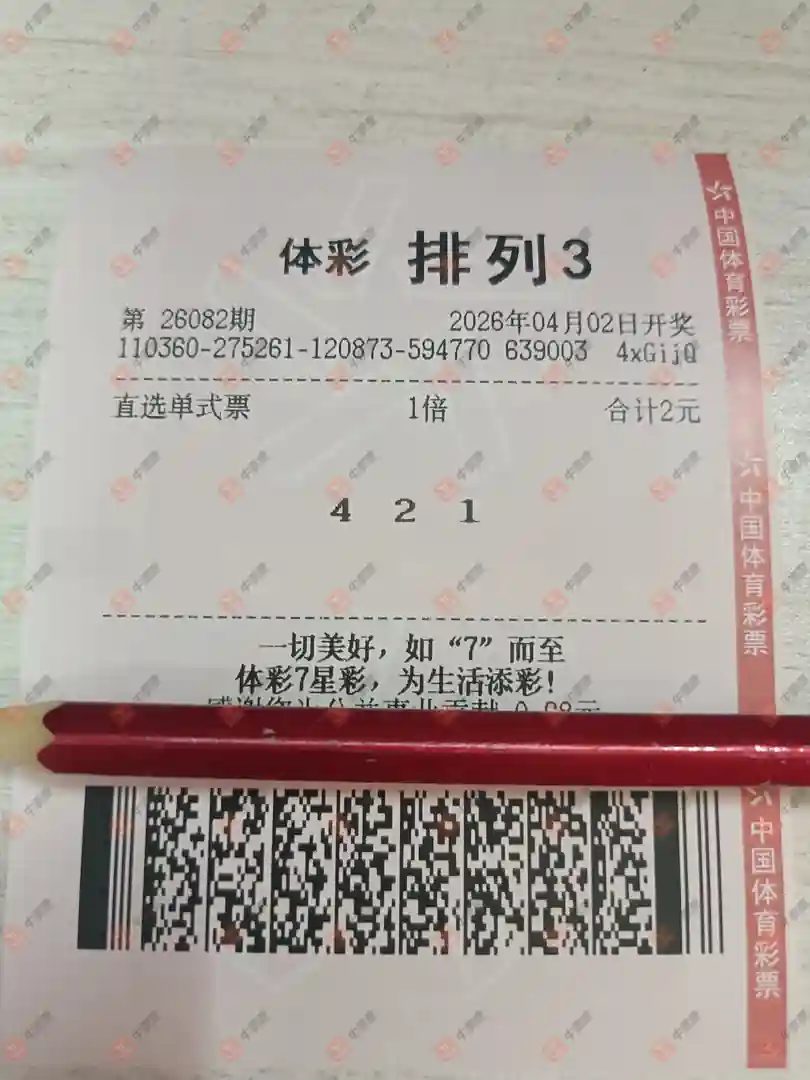 体彩 排列3
第 26082期 2026年04月02日开奖
110360-275261-120873-594770 639003 4xGijQ
直选单式票 1倍 合计2元
4 2 1
一切美好，如“7”而至
体彩7星彩，为生活添彩！
中国体育彩票
中国体育彩票
中国体育彩票